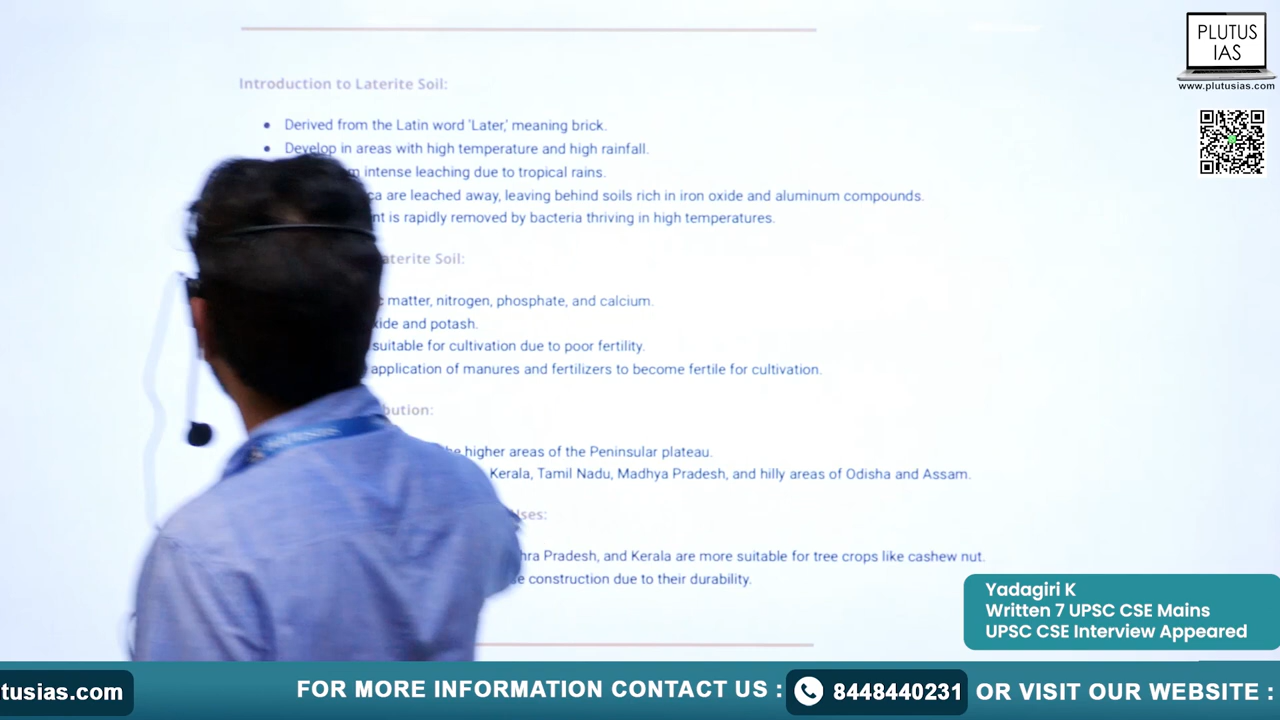 PLUTUS
IAS
www.plutusias.com
Introduction to Laterite Soil:
Derived from the Latin word 'Later,' meaning brick.
Develop in areas with high temperature and high rainfall.
intense leaching due to tropical rains.
are leached away, leaving behind soils rich in iron oxide and aluminum compounds.
is rapidly removed by bacteria thriving in high temperatures.
Soil:
matter, nitrogen, phosphate, and calcium.
and potash.
suitable for cultivation due to poor fertility.
application of manures and fertilizers to become fertile for cultivation.
higher areas of the Peninsular plateau.
Kerala, Tamil Nadu, Madhya Pradesh, and hilly areas of Odisha and Assam.
Pradesh, and Kerala are more suitable for tree crops like cashew nut.
construction due to their durability.
Yadagiri K
Written 7 UPSC CSE Mains
UPSC CSE Interview Appeared
tusias.com FOR MORE INFORMATION CONTACT US : 8448440231 OR VISIT OUR WEBSITE :